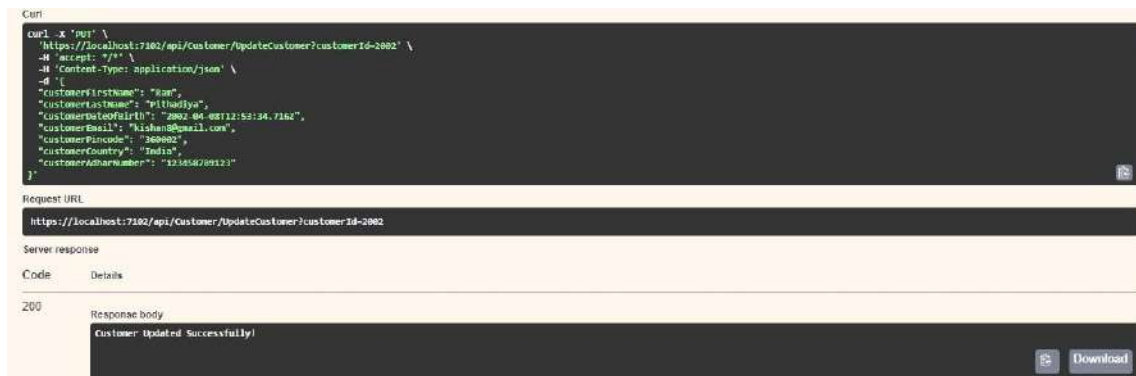 Curl
curl -X 'PUT' \
'https://localhost:7102/api/Customer/UpdateCustomer?customerId=2002' \
-H 'accept: */*' \
-H 'Content-Type: application/json' \
-d '{
"customerFirstName": "Ram",
"customerLastName": "Pithadiya",
"customerDateOfBirth": "2002-04-08T12:53:34.716Z",
"customerEmail": "kishan8@gmail.com",
"customerPincode": "360002",
"customerCountry": "India",
"customerAdharNumber":
}'
Request URL
https://localhost:7102/api/Customer/UpdateCustomer?customerId=2002
Server response
Code Details
200
Response body
Customer Updated Successfully!
Download